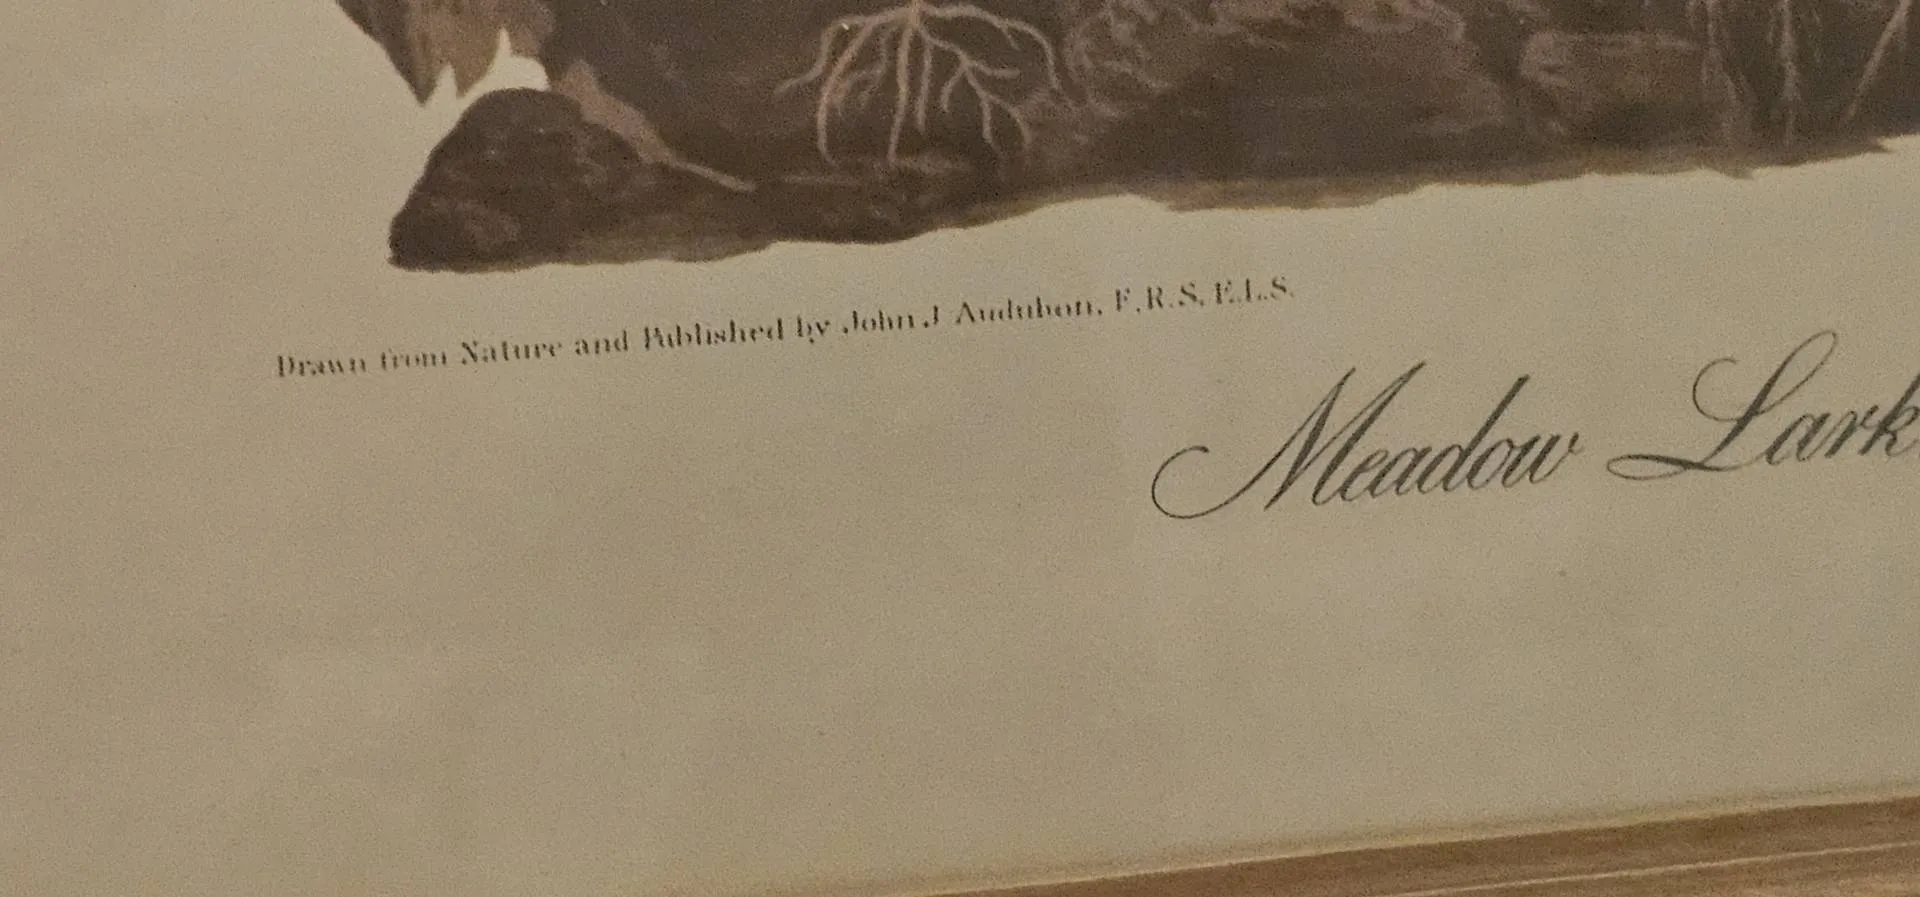 Drawn from Nature and Published by John J Audubon, F.R.S. F.L.S.
Meadow Lark